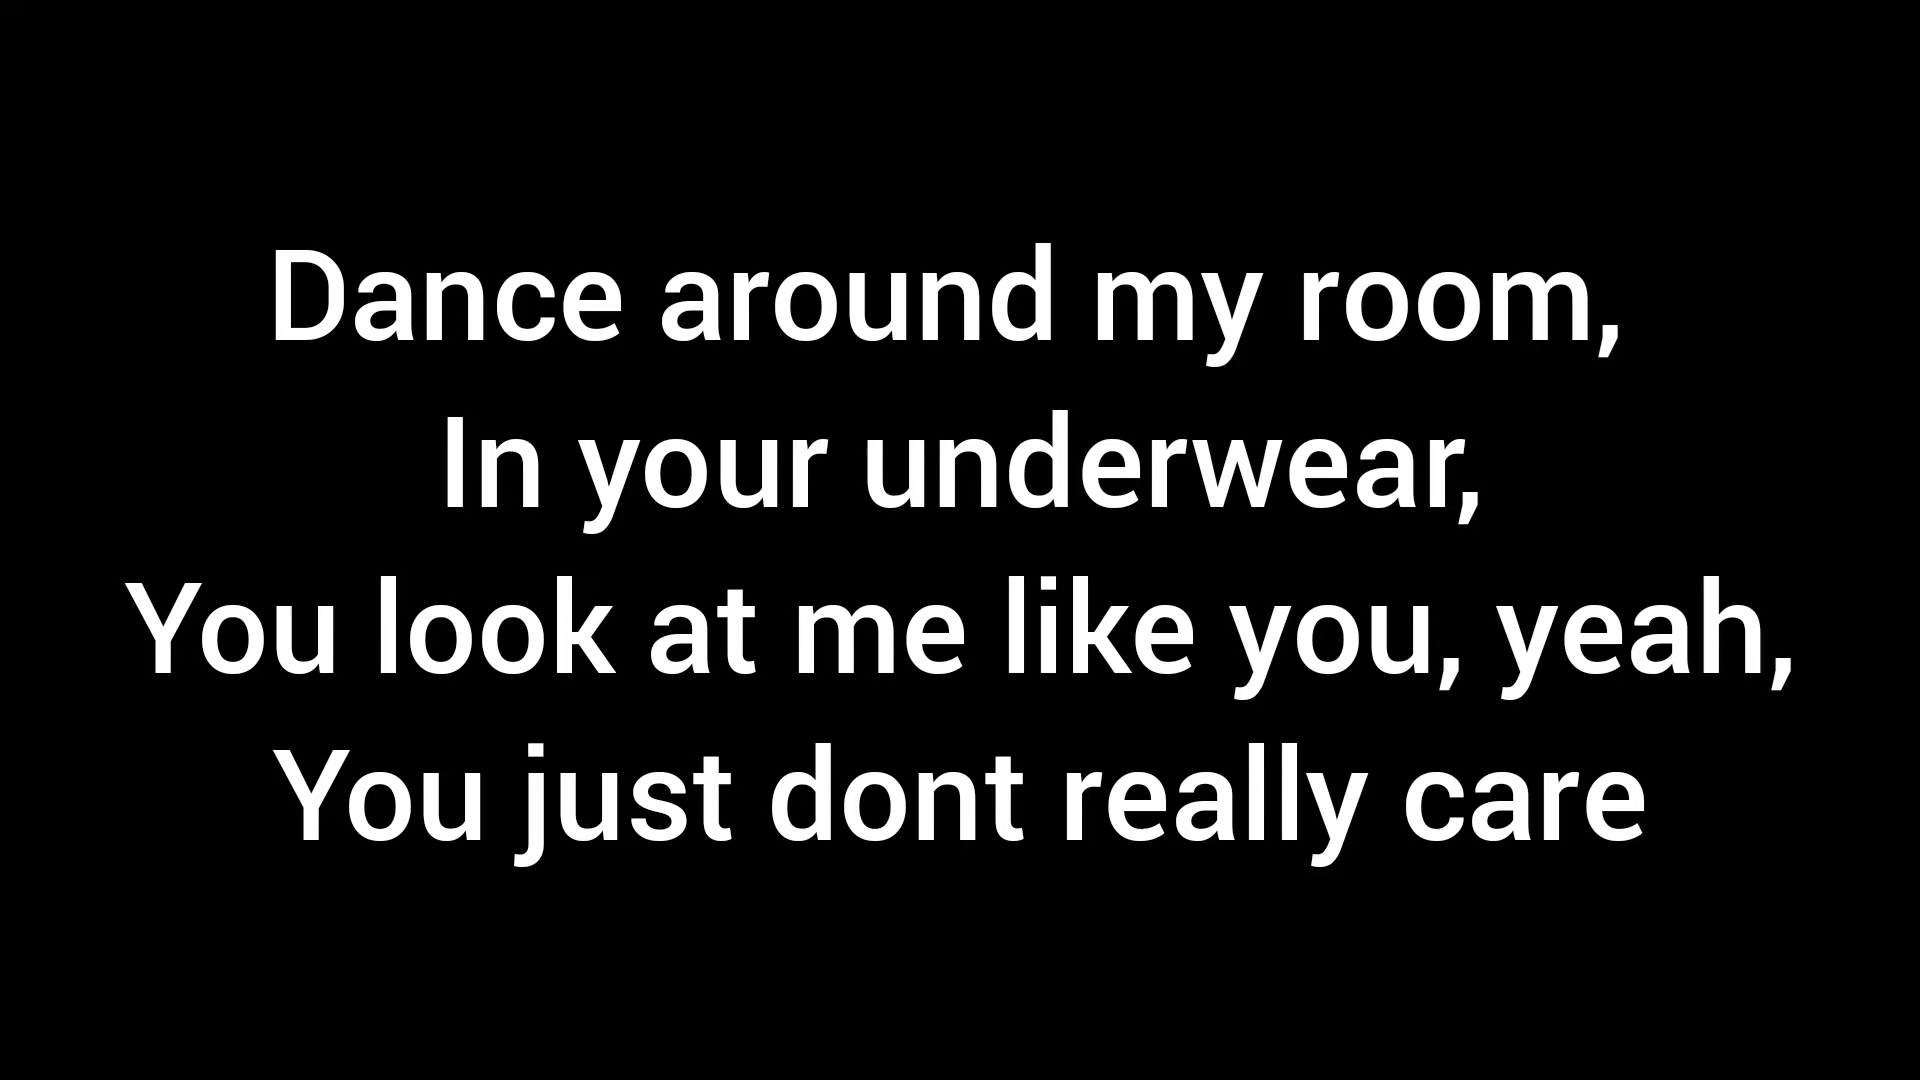 Dance around my room,
In your underwear,
You look at me like you, yeah,
You just dont really care